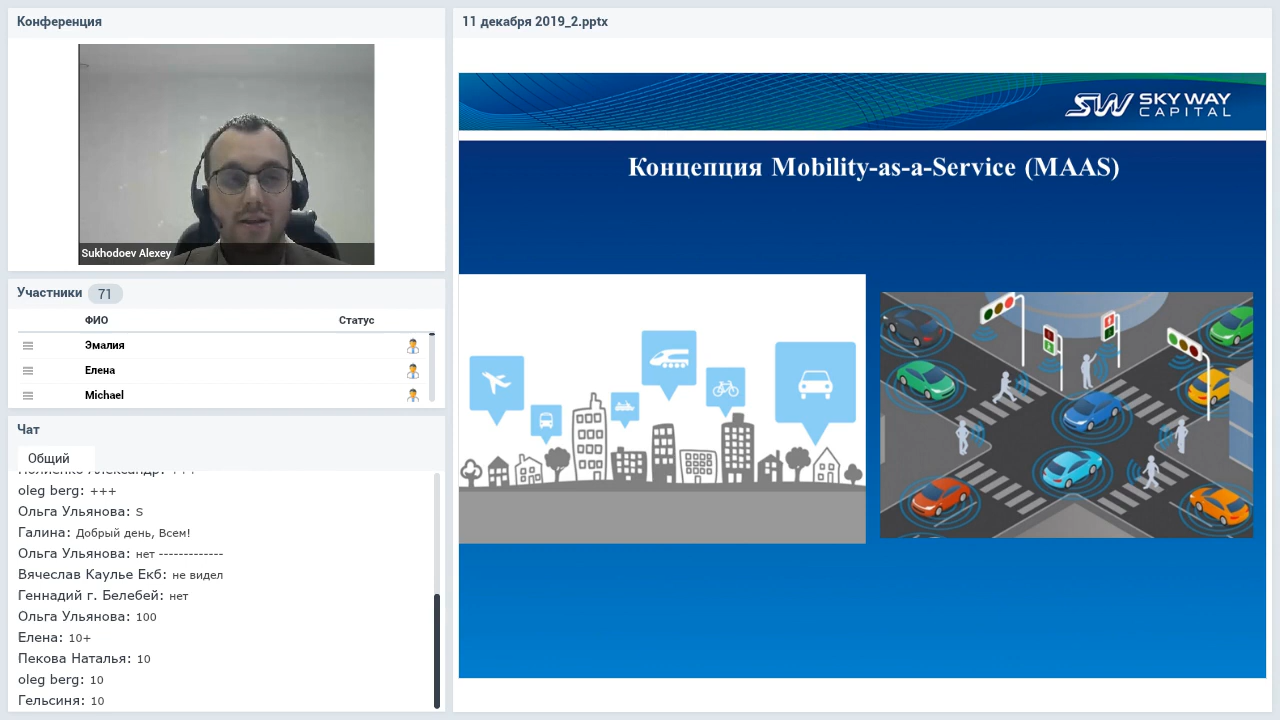 Конференция
Sukhodoev Alexey
Участники 71
ФИО Статус
Эмалия
Елена
Michael
Чат
Общий
oleg berg: +++
Ольга Ульянова: S
Галина: Добрый день, Всем!
Ольга Ульянова: нет -------------
Вячеслав Каулье Екб: не видел
Геннадий г. Белебей: нет
Ольга Ульянова: 100
Елена: 10+
Пекова Наталья: 10
oleg berg: 10
Гельсиня: 10
11 декабря 2019_2.pptx
SW SKY WAY
CAPITAL
Концепция Mobility-as-a-Service (MAAS)